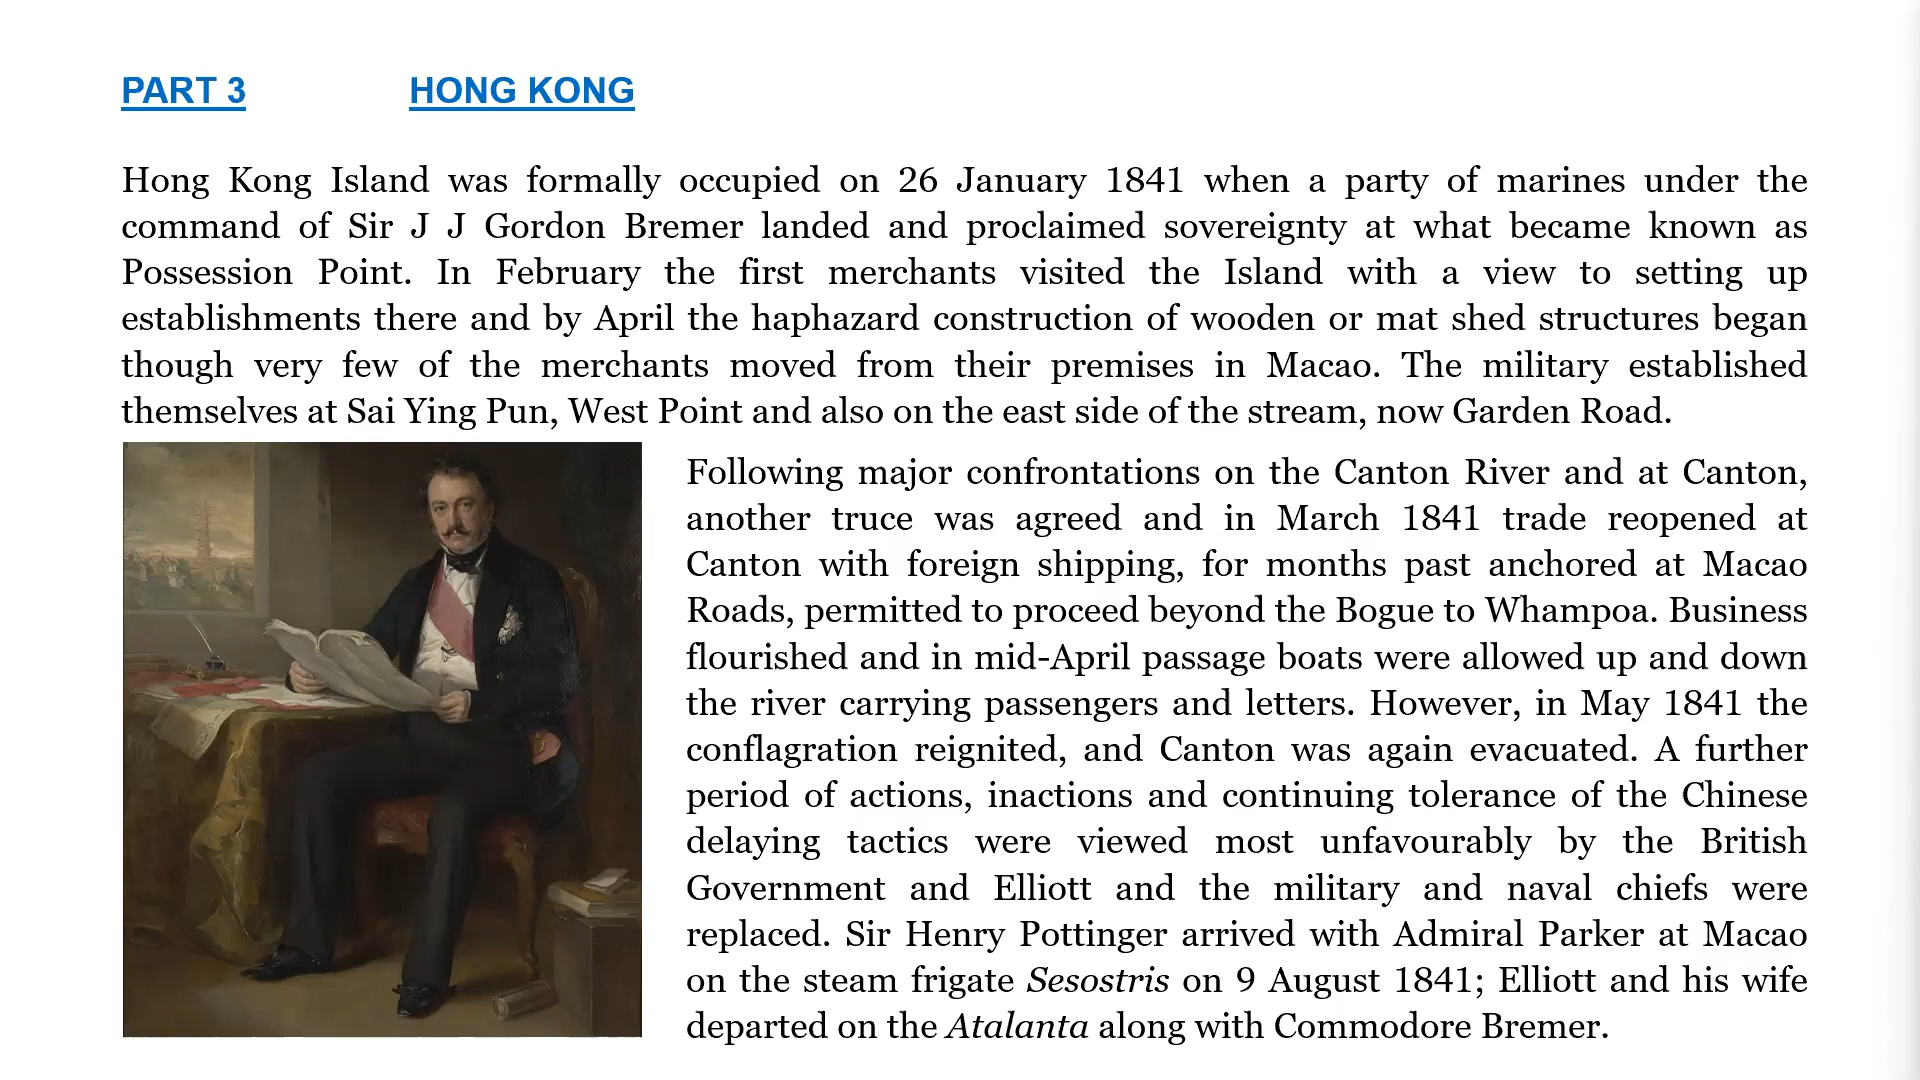 PART 3 HONG KONG
Hong Kong Island was formally occupied on 26 January 1841 when a party of marines under the
command of Sir J J Gordon Bremer landed and proclaimed sovereignty at what became known as
Possession Point. In February the first merchants visited the Island with a view to setting up
establishments there and by April the haphazard construction of wooden or mat shed structures began
though very few of the merchants moved from their premises in Macao. The military established
themselves at Sai Ying Pun, West Point and also on the east side of the stream, now Garden Road.
Following major confrontations on the Canton River and at Canton,
another truce was agreed and in March 1841 trade reopened at
Canton with foreign shipping, for months past anchored at Macao
Roads, permitted to proceed beyond the Bogue to Whampoa. Business
flourished and in mid-April passage boats were allowed up and down
the river carrying passengers and letters. However, in May 1841 the
conflagration reignited, and Canton was again evacuated. A further
period of actions, inactions and continuing tolerance of the Chinese
delaying tactics were viewed most unfavourably by the British
Government and Elliott and the military and naval chiefs were
replaced. Sir Henry Pottinger arrived with Admiral Parker at Macao
on the steam frigate Sesostris on 9 August 1841; Elliott and his wife
departed on the Atalanta along with Commodore Bremer.